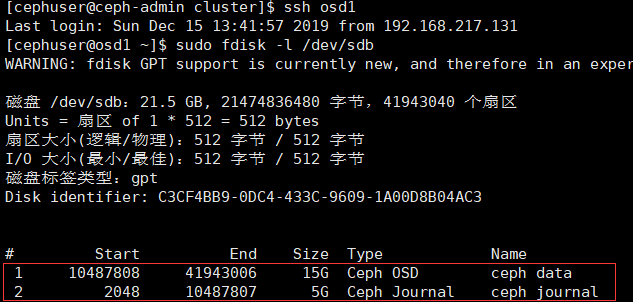 [cephuser@ceph-admin cluster]$ ssh osd1
Last login: Sun Dec 15 13:41:57 2019 from 192.168.217.131
[cephuser@osd1 ~]$ sudo fdisk -l /dev/sdb
WARNING: fdisk GPT support is currently new, and therefore in an exper
磁盘 /dev/sdb：21.5 GB, 21474836480 字节，41943040 个扇区
Units = 扇区 of 1 * 512 = 512 bytes
扇区大小(逻辑/物理)：512 字节 / 512 字节
I/O 大小(最小/最佳)：512 字节 / 512 字节
磁盘标签类型：gpt
Disk identifier: C3CF4BB9-0DC4-433C-9609-1A00D8B04AC3
# Start End Size Type Name
1 10487808 41943006 15G Ceph OSD ceph data
2 2048 10487807 5G Ceph Journal ceph journal